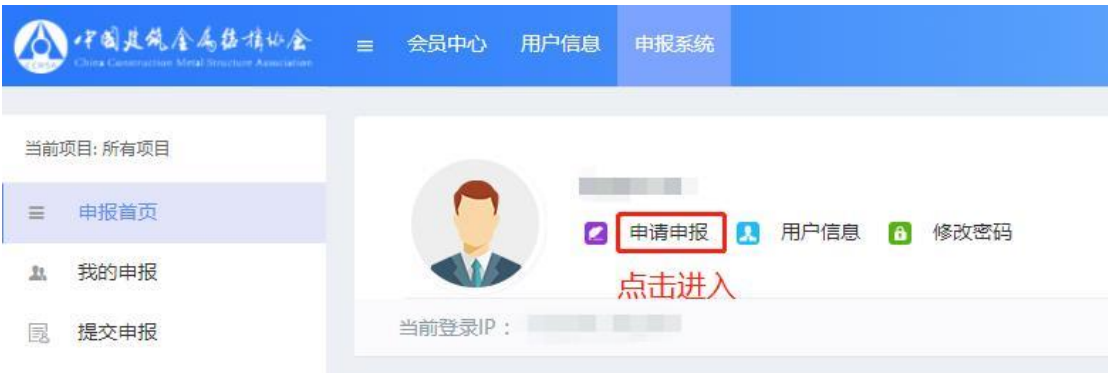 中国建筑金属结构协会
China Construction Metal Structure Association
会员中心 用户信息 申报系统
当前项目: 所有项目
申报首页
我的申报
提交申报
申请申报 用户信息 修改密码
点击进入
当前登录IP：